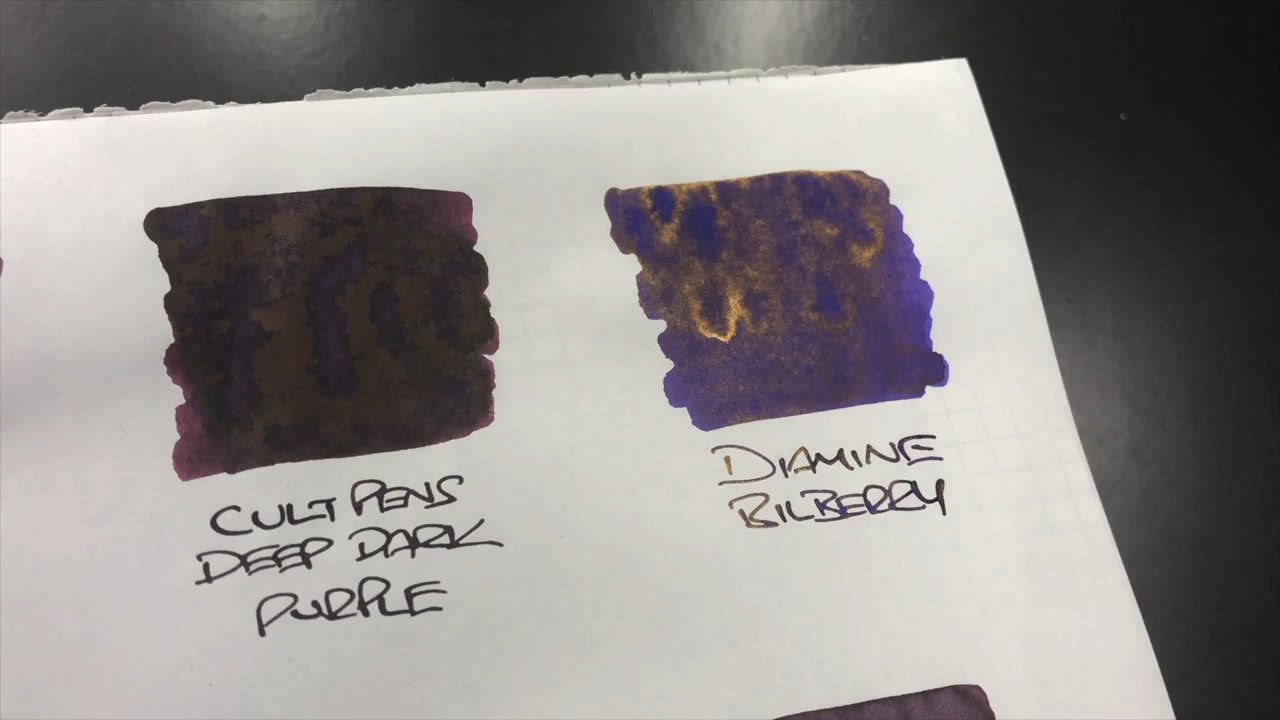 CULT PENS
DEEP DARK
PURPLE
DIAMINE
BILBERRY